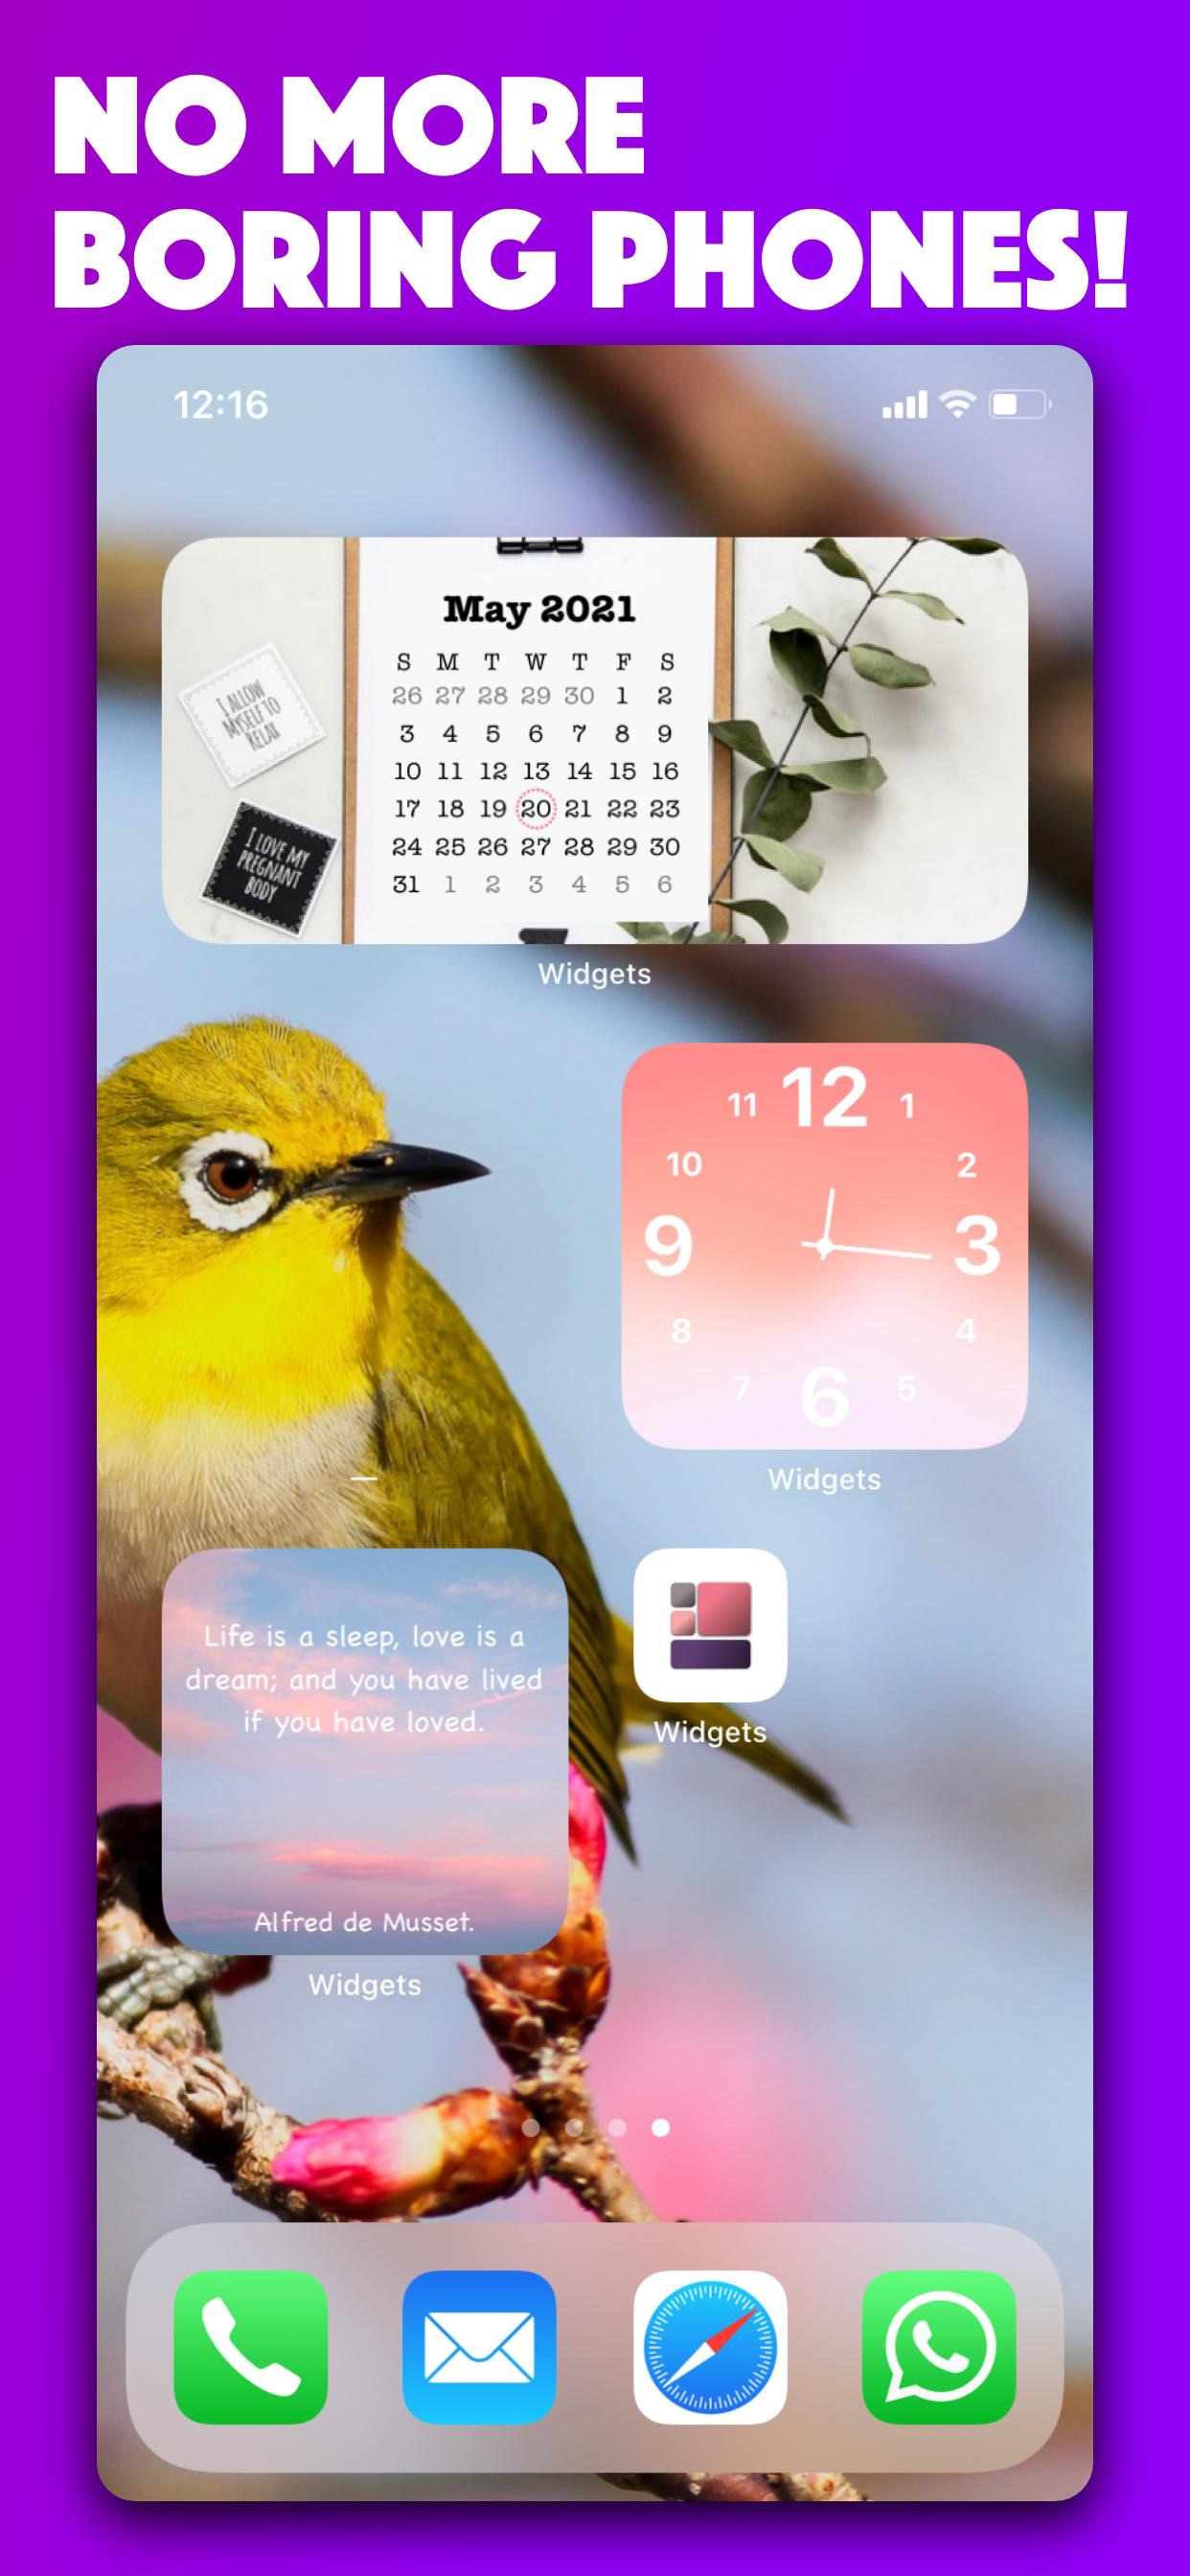 NO MORE
BORING PHONES!
12:16
May 2021
S M T W T F S
26 27 28 29 30 1 2
3 4 5 6 7 8 9
10 11 12 13 14 15 16
17 18 19 20 21 22 23
24 25 26 27 28 29 30
31 1 2 3 4 5 6
I ALLOW
MYSELF TO
RELAX
I LOVE MY
PREGNANT
BODY
Widgets
11 12 1
10 2
9 3
8 4
7 6 5
Widgets
Life is a sleep, love is a
dream; and you have lived
if you have loved.
Alfred de Musset.
Widgets
Widgets